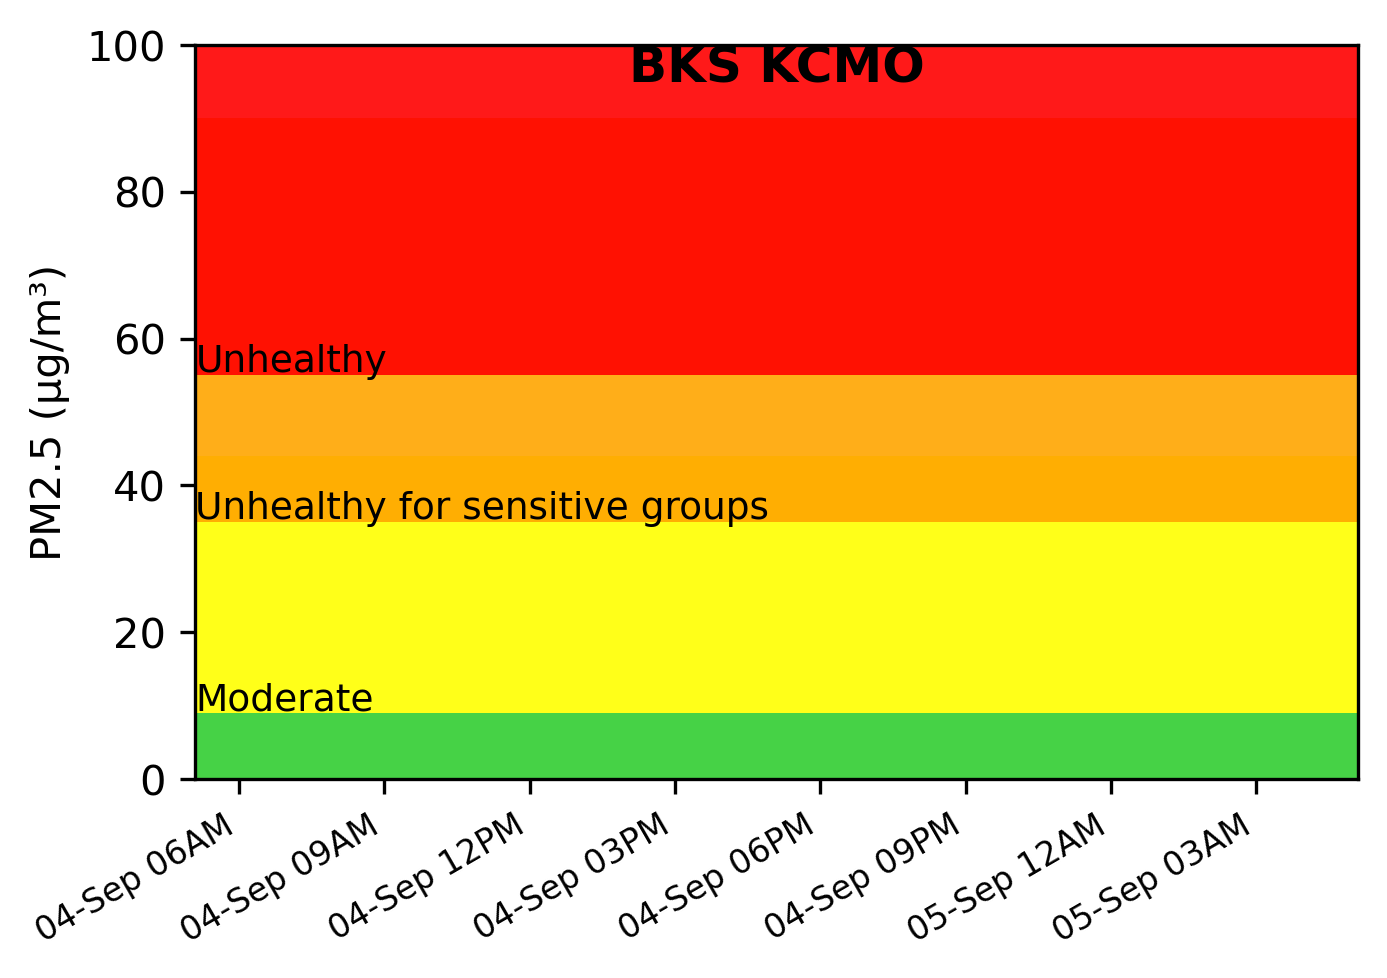 BKS KCMO
100
80
60
40
20
0
PM2.5 (µg/m³)
Unhealthy
Unhealthy for sensitive groups
Moderate
04-Sep 06AM
04-Sep 09AM
04-Sep 12PM
04-Sep 03PM
04-Sep 06PM
04-Sep 09PM
05-Sep 12AM
05-Sep 03AM